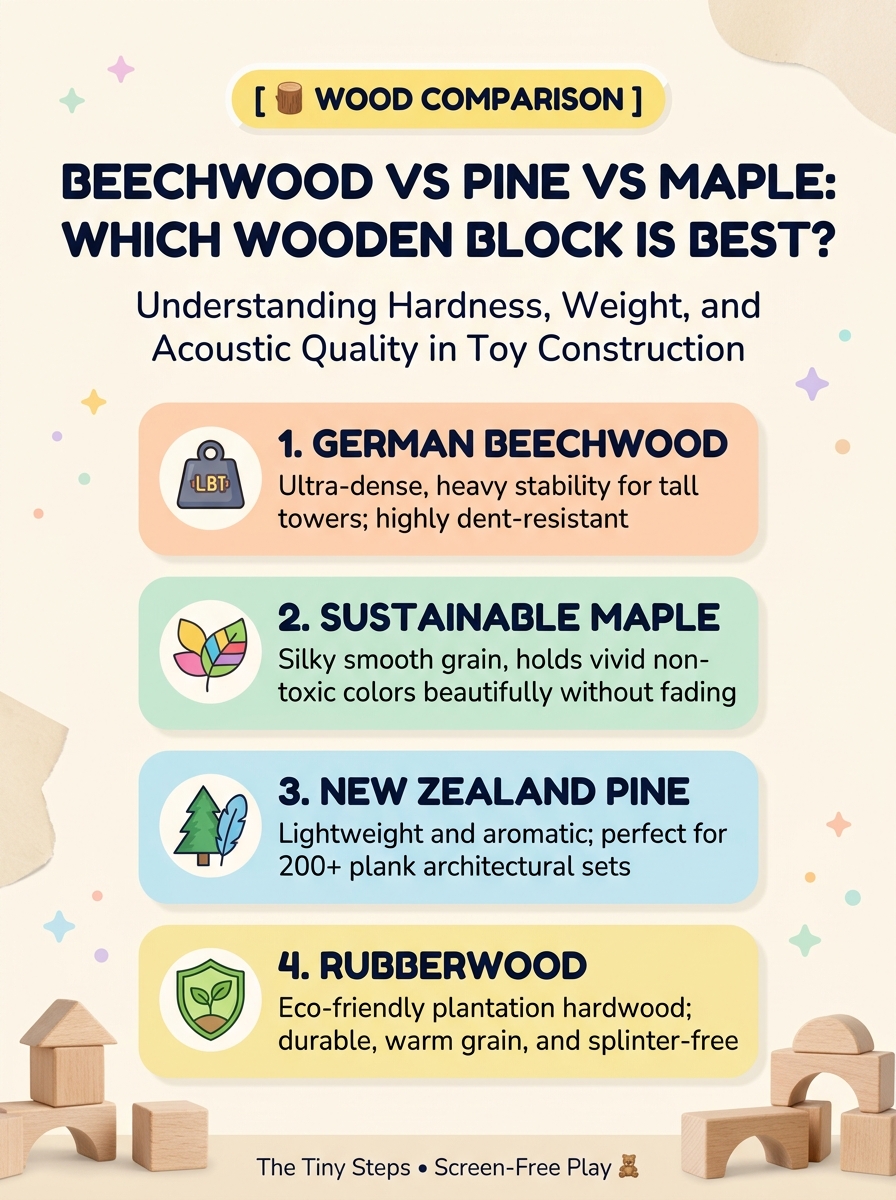 [ 🪵 WOOD COMPARISON ]
BEECHWOOD VS PINE VS MAPLE:
WHICH WOODEN BLOCK IS BEST?
Understanding Hardness, Weight, and
Acoustic Quality in Toy Construction
LBT
1. GERMAN BEECHWOOD
Ultra-dense, heavy stability for tall
towers; highly dent-resistant
2. SUSTAINABLE MAPLE
Silky smooth grain, holds vivid non-
toxic colors beautifully without fading
3. NEW ZEALAND PINE
Lightweight and aromatic; perfect for
200+ plank architectural sets
4. RUBBERWOOD
Eco-friendly plantation hardwood;
durable, warm grain, and splinter-free
The Tiny Steps • Screen-Free Play 🧸